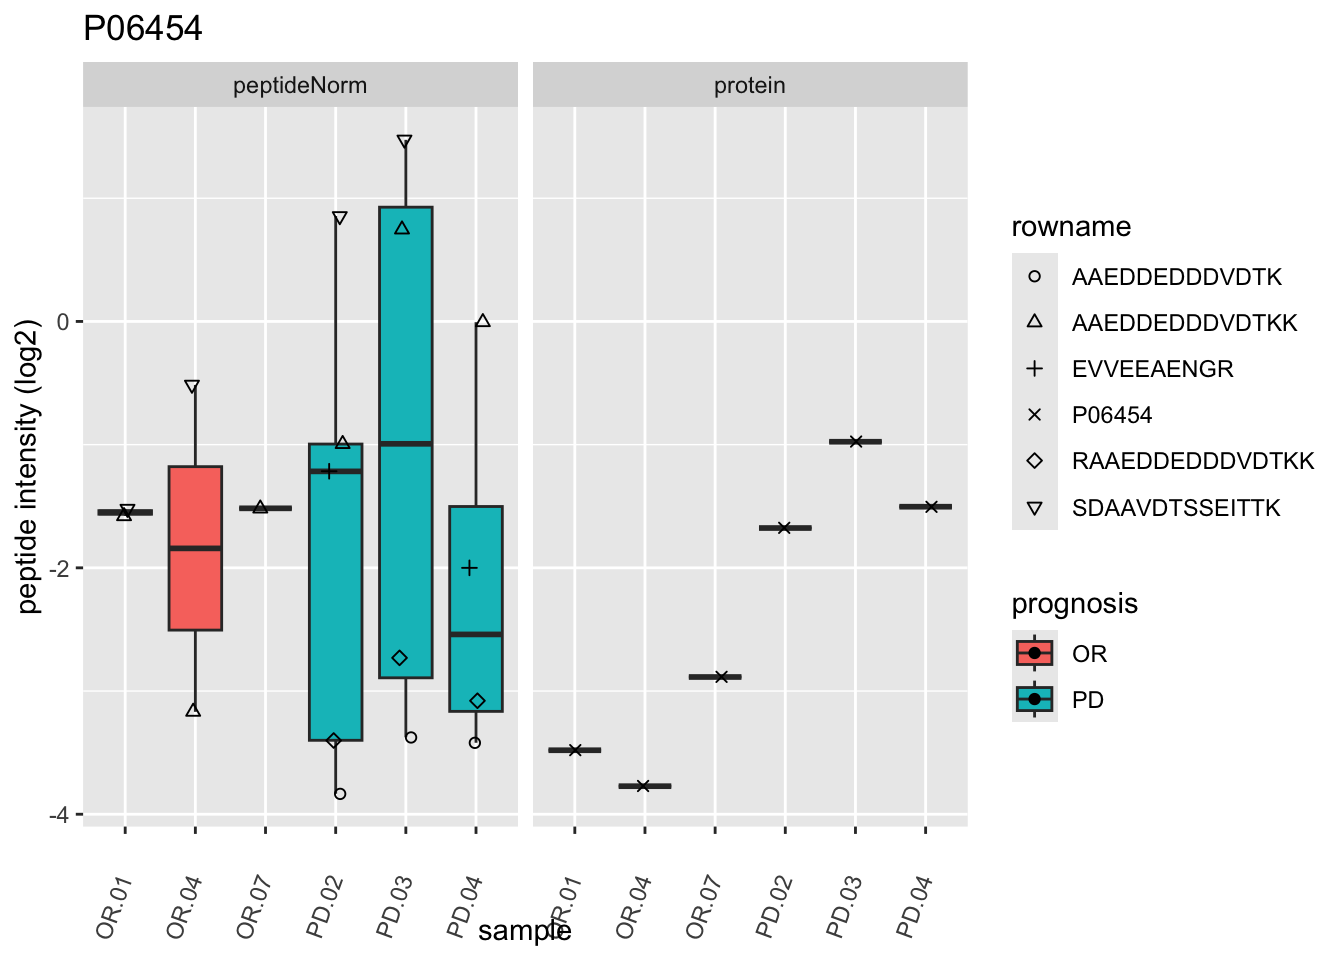 P06454
peptideNorm
protein
peptide intensity (log2)
0
-2
-4
OR.01
OR.04
OR.07
PD.02
PD.03
PD.04
OR.01
OR.04
OR.07
PD.02
PD.03
PD.04
sample
rowname
AAEDDEDDDVDTK
AAEDDEDDDVDTKK
EVVEEAENGR
P06454
RAAEDDEDDDVDTKK
SDAAVDTSSEITTK
prognosis
OR
PD